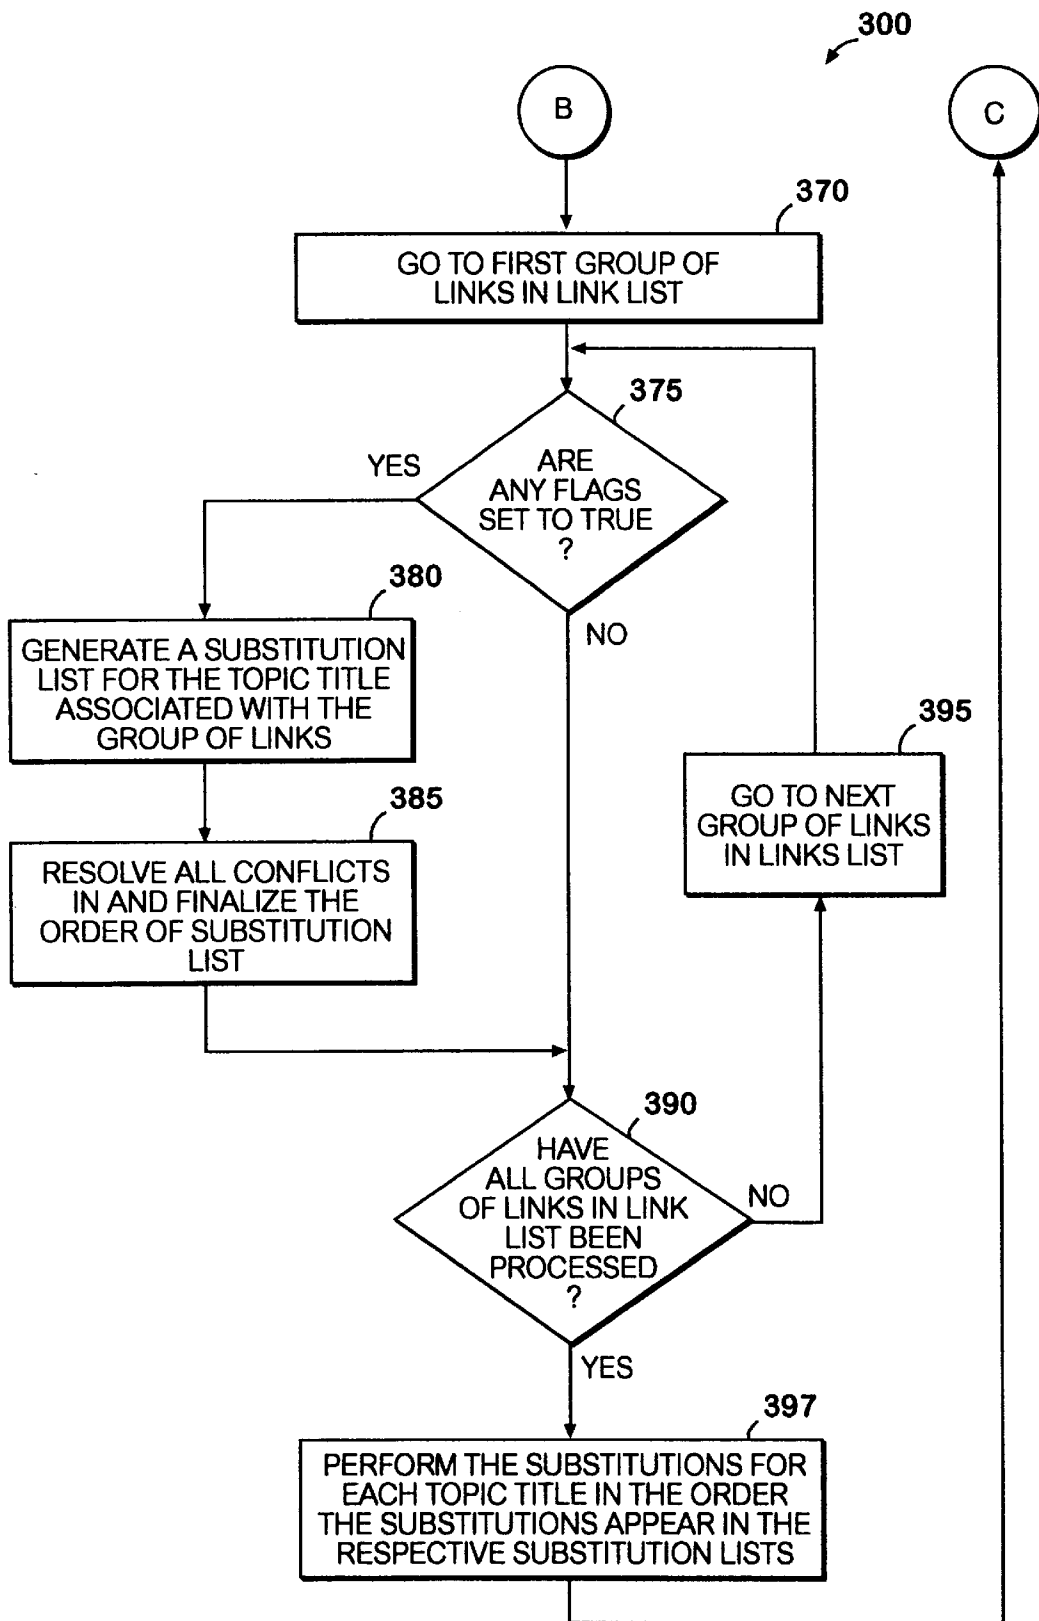 300
B
C
370
GO TO FIRST GROUP OF
LINKS IN LINK LIST
375
YES
ARE
ANY FLAGS
SET TO TRUE
?
NO
380
GENERATE A SUBSTITUTION
LIST FOR THE TOPIC TITLE
ASSOCIATED WITH THE
GROUP OF LINKS
395
GO TO NEXT
GROUP OF LINKS
IN LINKS LIST
385
RESOLVE ALL CONFLICTS
IN AND FINALIZE THE
ORDER OF SUBSTITUTION
LIST
390
HAVE
ALL GROUPS
OF LINKS IN LINK
LIST BEEN
PROCESSED
?
NO
YES
397
PERFORM THE SUBSTITUTIONS FOR
EACH TOPIC TITLE IN THE ORDER
THE SUBSTITUTIONS APPEAR IN THE
RESPECTIVE SUBSTITUTION LISTS